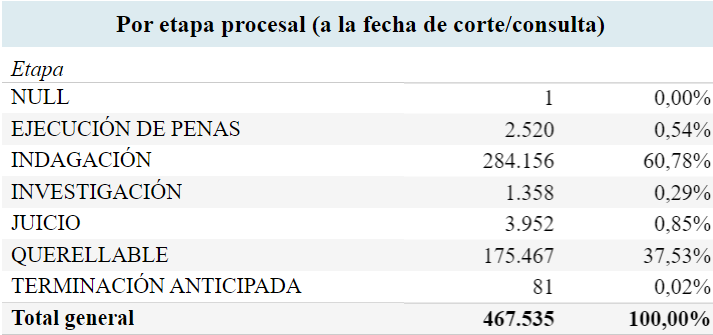 Por etapa procesal (a la fecha de corte/consulta)
Etapa
NULL 1 0,00%
EJECUCIÓN DE PENAS 2.520 0,54%
INDAGACIÓN 284.156 60,78%
INVESTIGACIÓN 1.358 0,29%
JUICIO 3.952 0,85%
QUERELLABLE 175.467 37,53%
TERMINACIÓN ANTICIPADA 81 0,02%
Total general 467.535 100,00%